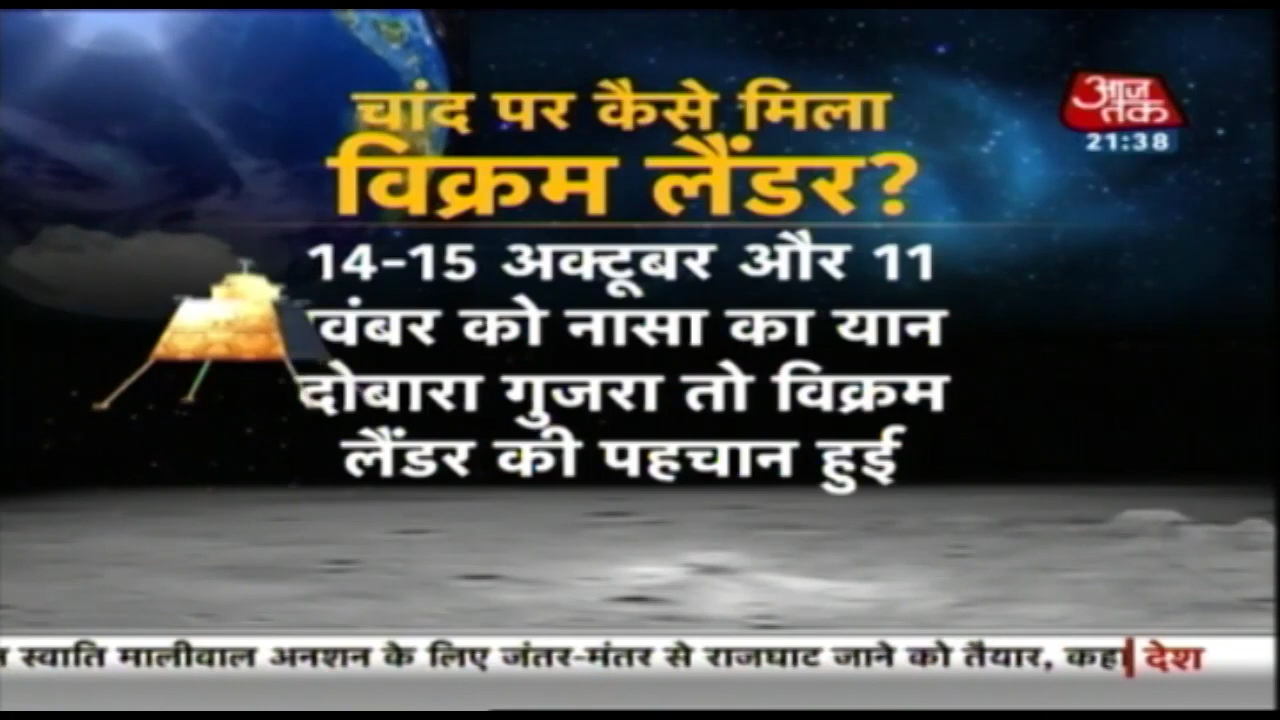 चांद पर कैसे मिला
आज तक
विक्रम लैंडर?
21:38
14-15 अक्टूबर और 11
वंबर को नासा का यान
दोबारा गुजरा तो विक्रम
लैंडर की पहचान हुई
स्वाति मालीवाल अनशन के लिए जंतर-मंतर से राजघाट जाने को तैयार, कहा
देश